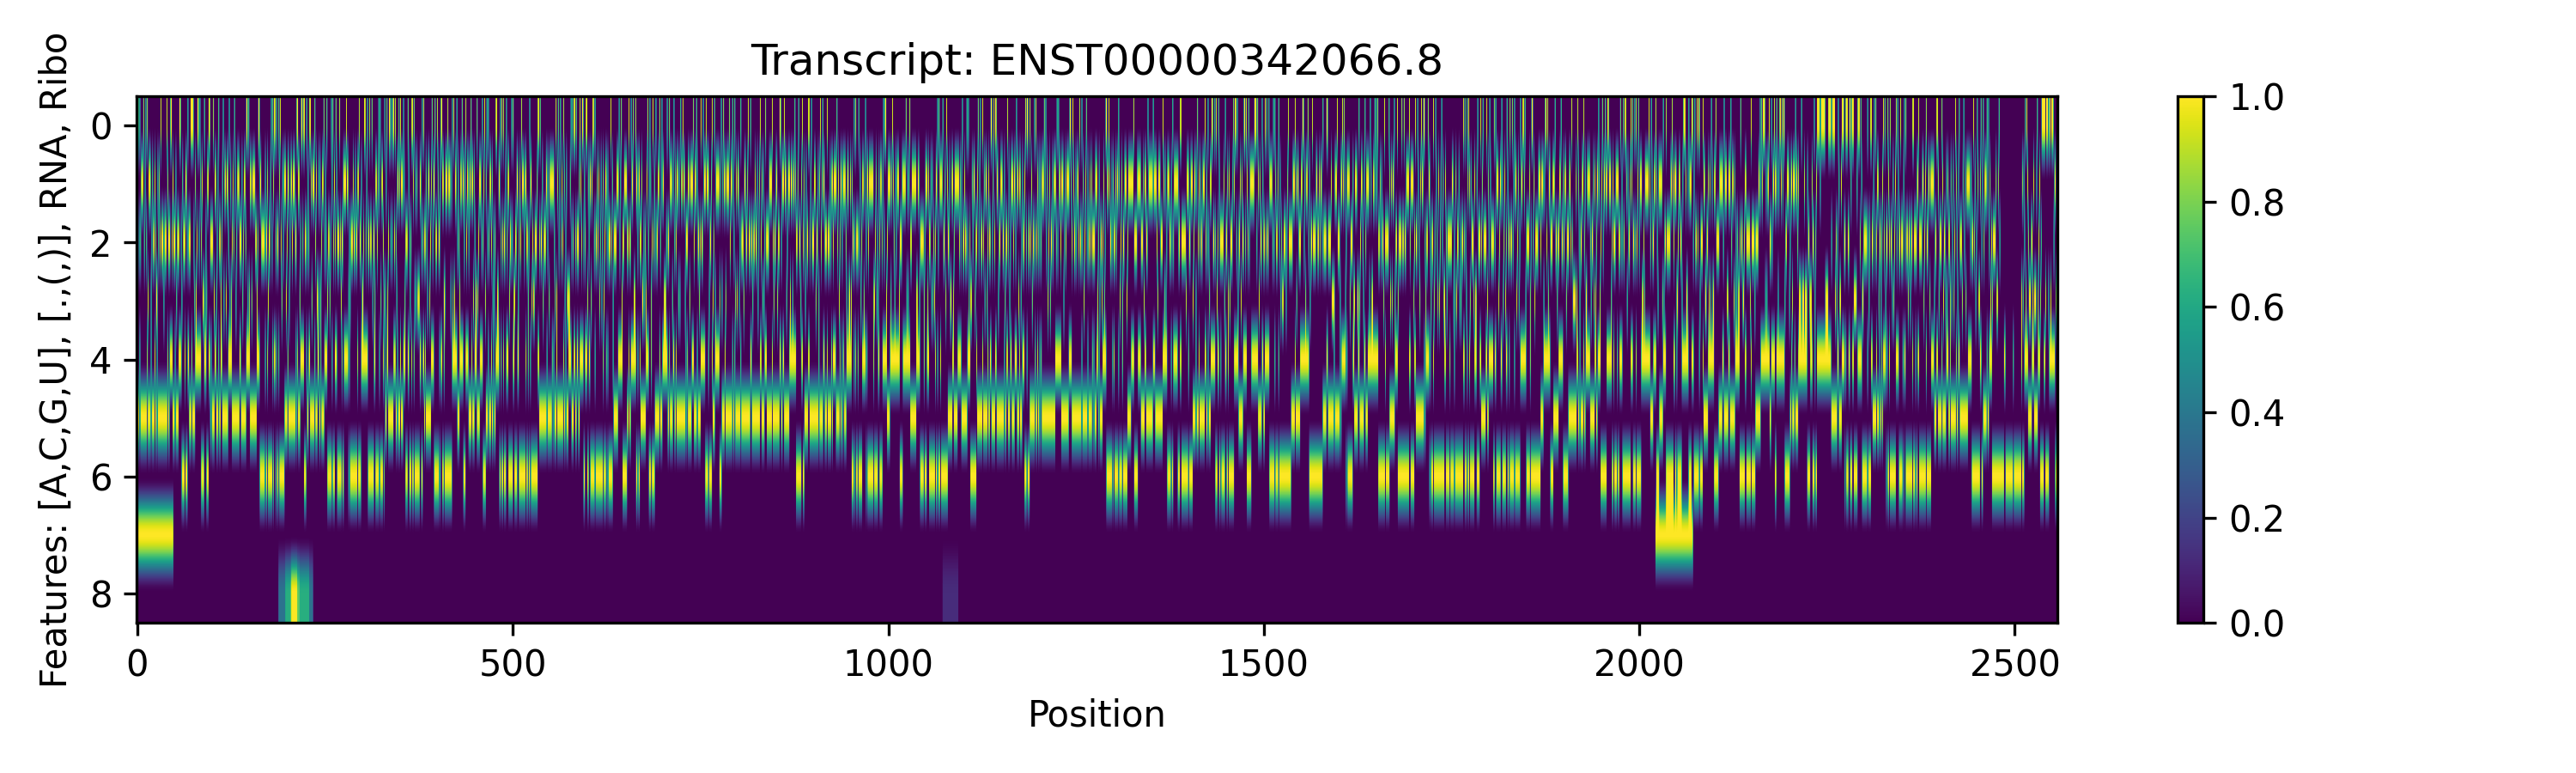 Transcript: ENST00000342066.8
Features: [A,C,G,U], [.,(,)], RNA, Ribo
0
2
4
6
8
0 500 1000 1500 2000 2500
Position
1.0
0.8
0.6
0.4
0.2
0.0